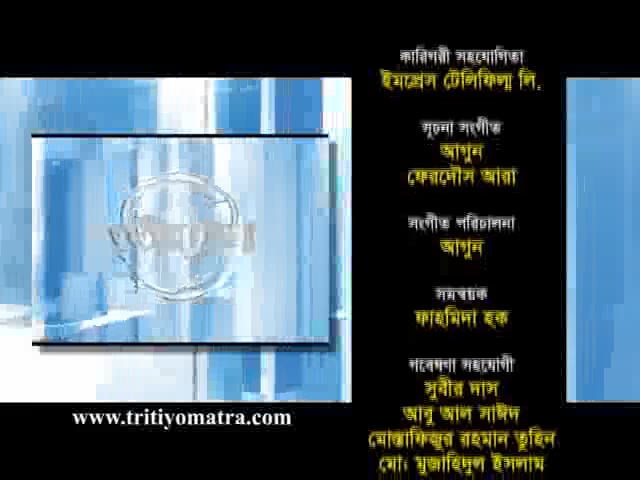 কারিগরী সহযোগিতা
ইমপ্রেস টেলিফিল্ম লি.
সূচনা সংগীত
আগুন
ফেরদৌস আরা
সংগীত পরিচালনা
আগুন
সমন্বয়ক
ফাহমিদা হক
গবেষণা সহযোগী
সুবীর দাস
আবু আল সাঈদ
মোস্তাফিজুর রহমান তুহিন
মো: মুজাহিদুল ইসলাম
www.tritiyomatra.com